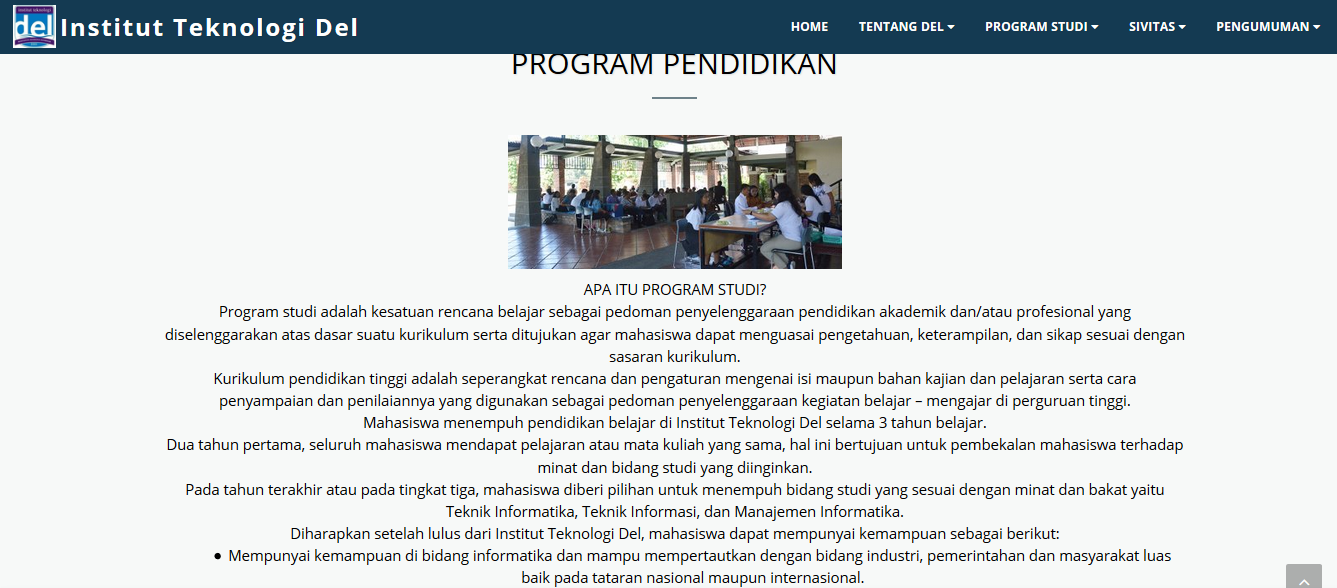 institut teknologi
del
Institut Teknologi Del
HOME
TENTANG DEL
PROGRAM STUDI
SIVITAS
PENGUMUMAN
PROGRAM PENDIDIKAN
APA ITU PROGRAM STUDI?
Program studi adalah kesatuan rencana belajar sebagai pedoman penyelenggaraan pendidikan akademik dan/atau profesional yang
diselenggarakan atas dasar suatu kurikulum serta ditujukan agar mahasiswa dapat menguasai pengetahuan, keterampilan, dan sikap sesuai dengan
sasaran kurikulum.
Kurikulum pendidikan tinggi adalah seperangkat rencana dan pengaturan mengenai isi maupun bahan kajian dan pelajaran serta cara
penyampaian dan penilaiannya yang digunakan sebagai pedoman penyelenggaraan kegiatan belajar – mengajar di perguruan tinggi.
Mahasiswa menempuh pendidikan belajar di Institut Teknologi Del selama 3 tahun belajar.
Dua tahun pertama, seluruh mahasiswa mendapat pelajaran atau mata kuliah yang sama, hal ini bertujuan untuk pembekalan mahasiswa terhadap
minat dan bidang studi yang diinginkan.
Pada tahun terakhir atau pada tingkat tiga, mahasiswa diberi pilihan untuk menempuh bidang studi yang sesuai dengan minat dan bakat yaitu
Teknik Informatika, Teknik Informasi, dan Manajemen Informatika.
Diharapkan setelah lulus dari Institut Teknologi Del, mahasiswa dapat mempunyai kemampuan sebagai berikut:
● Mempunyai kemampuan di bidang informatika dan mampu mempertautkan dengan bidang industri, pemerintahan dan masyarakat luas
baik pada tataran nasional maupun internasional.